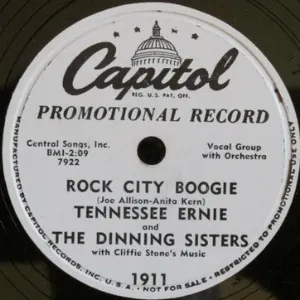 Capitol
REG. U.S. PAT. OFF.
PROMOTIONAL RECORD
Central Songs, Inc.
BMI-2:09
7922
Vocal Group
with Orchestra
ROCK CITY BOOGIE
(Joe Allison-Anita Kern)
TENNESSEE ERNIE
and
THE DINNING SISTERS
with Cliffie Stone's Music
1911
MANUFACTURED BY CAPITOL RECORDS, INC. U.S.A. • NOT FOR SALE • RESTRICTED TO PROMOTIONAL USE ONLY